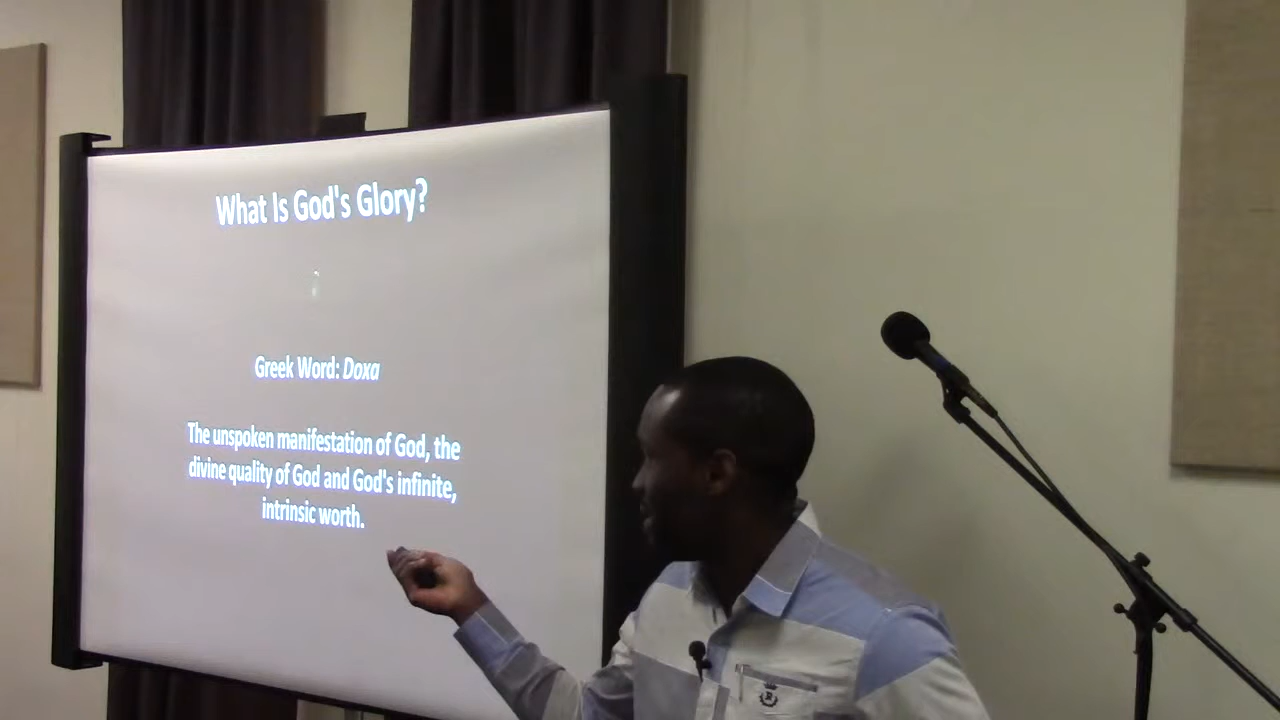 What Is God's Glory?
Greek Word: Doxa
The unspoken manifestation of God, the
divine quality of God and God's infinite,
intrinsic worth.